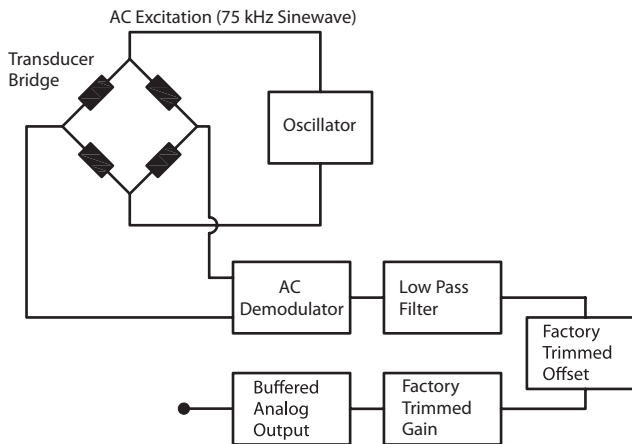 AC Excitation (75 kHz Sinewave)
Transducer
Bridge
Oscillator
AC
Demodulator
Low Pass
Filter
Factory
Trimmed
Offset
Buffered
Analog
Output
Factory
Trimmed
Gain